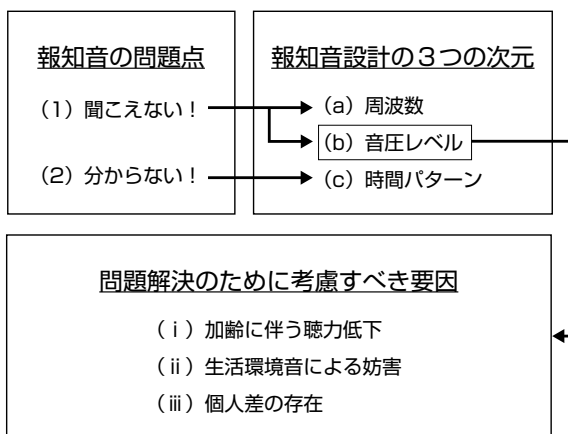 報知音の問題点
(1)聞こえない!
(2)分からない!
報知音設計の3つの次元
(a)周波数
(b)音圧レベル
(c)時間パターン
問題解決のために考慮すべき要因
(ⅰ)加齢に伴う聴力低下
(ⅱ)生活環境音による妨害
(ⅲ)個人差の存在